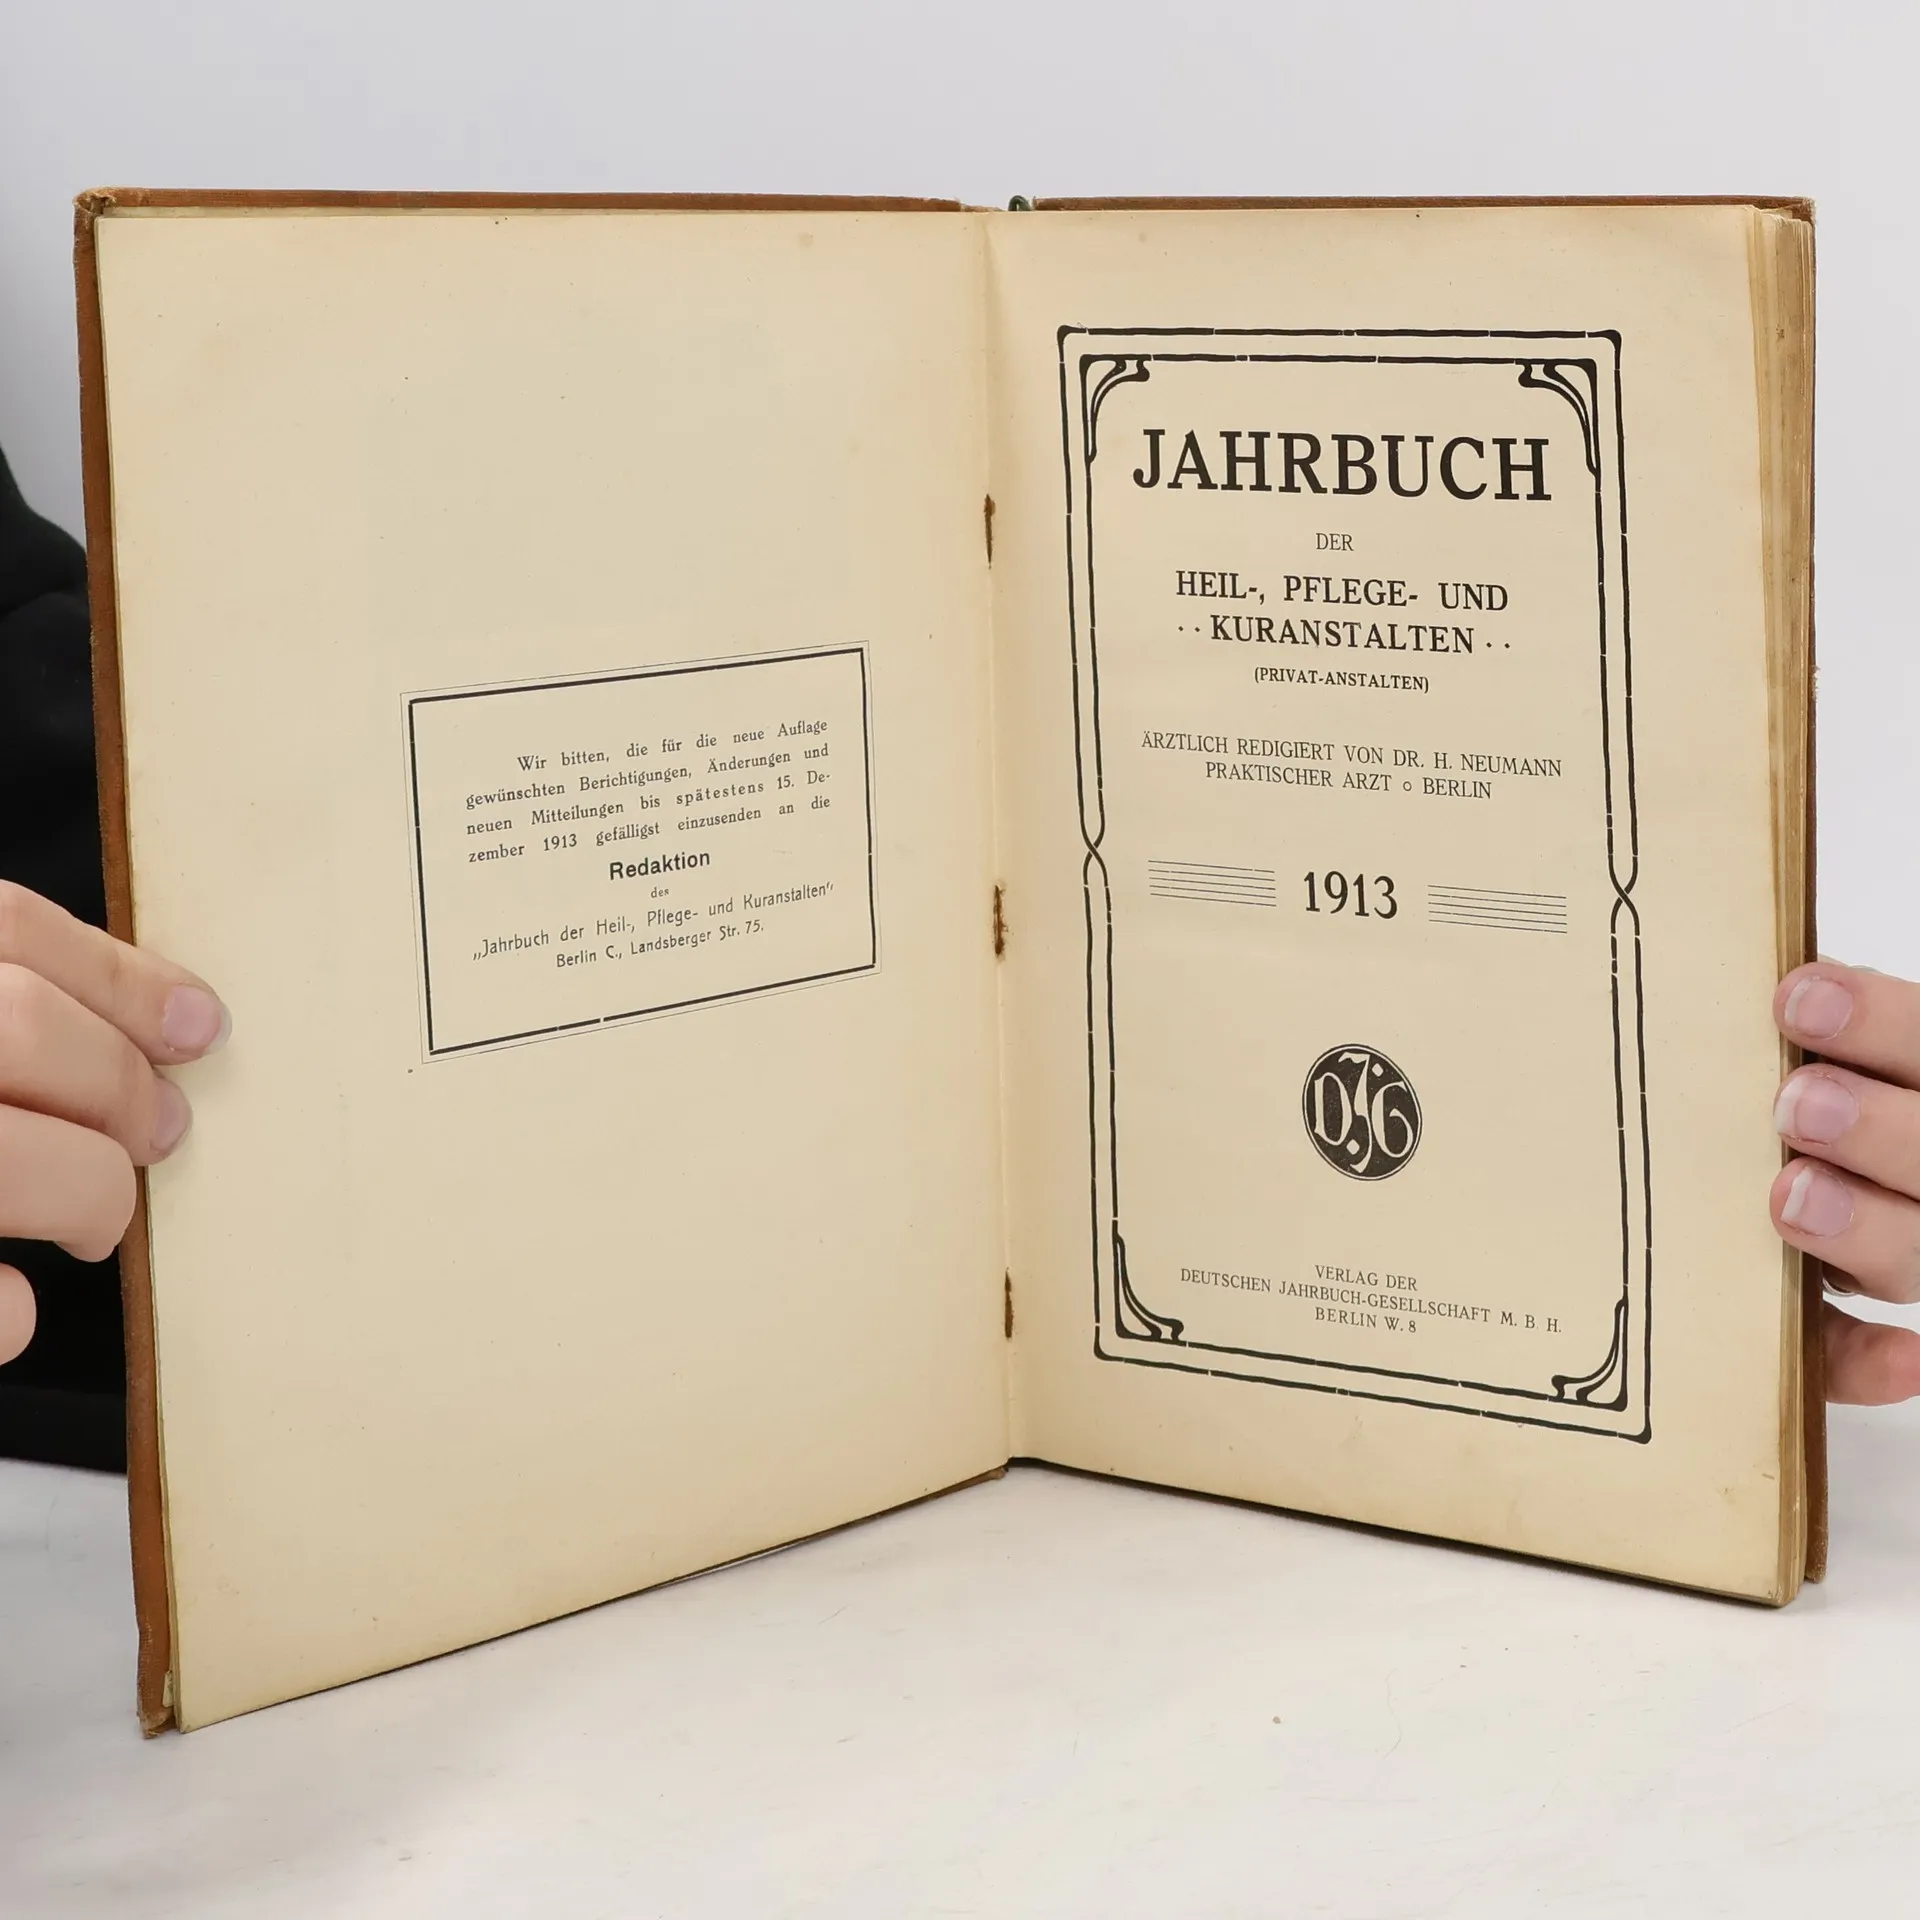 Wir bitten, die für die neue Auflage
gewünschten Berichtigungen, Änderungen und
neuen Mitteilungen bis spätestens 15. De-
zember 1913 gefälligst einzusenden an die
Redaktion
des
„Jahrbuch der Heil-, Pflege- und Kuranstalten"
Berlin C., Landsberger Str. 75.
JAHRBUCH
DER
HEIL-, PFLEGE- UND
·· KURANSTALTEN ··
(PRIVAT-ANSTALTEN)
ÄRZTLICH REDIGIERT VON DR. H. NEUMANN
PRAKTISCHER ARZT ○ BERLIN
1913
D.J.G
VERLAG DER
DEUTSCHEN JAHRBUCH-GESELLSCHAFT M. B. H.
BERLIN W. 8